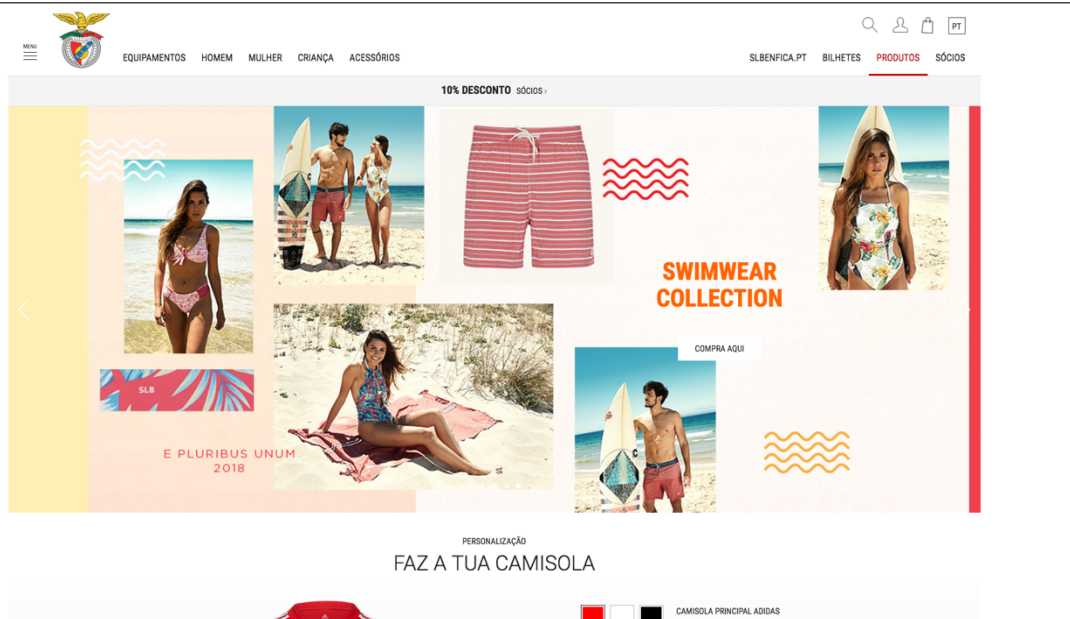 MENU
EQUIPAMENTOS HOMEM MULHER CRIANÇA ACESSÓRIOS
PT
SLBENFICA.PT BILHETES PRODUTOS SÓCIOS
10% DESCONTO SÓCIOS ›
SWIMWEAR
COLLECTION
COMPRA AQUI
SLB
E PLURIBUS UNUM
2018
PERSONALIZAÇÃO
FAZ A TUA CAMISOLA
CAMISOLA PRINCIPAL ADIDAS